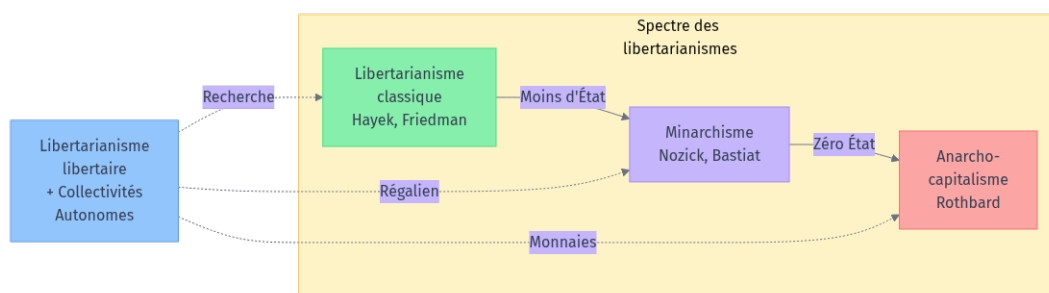 Spectre des
libertarianismes
Libertarianisme
classique
Hayek, Friedman
Recherche
Moins d'État
Minarchisme
Nozick, Bastiat
Zéro État
Anarcho-
capitalisme
Rothbard
Libertarianisme
libertaire
+ Collectivités
Autonomes
Régalien
Monnaies